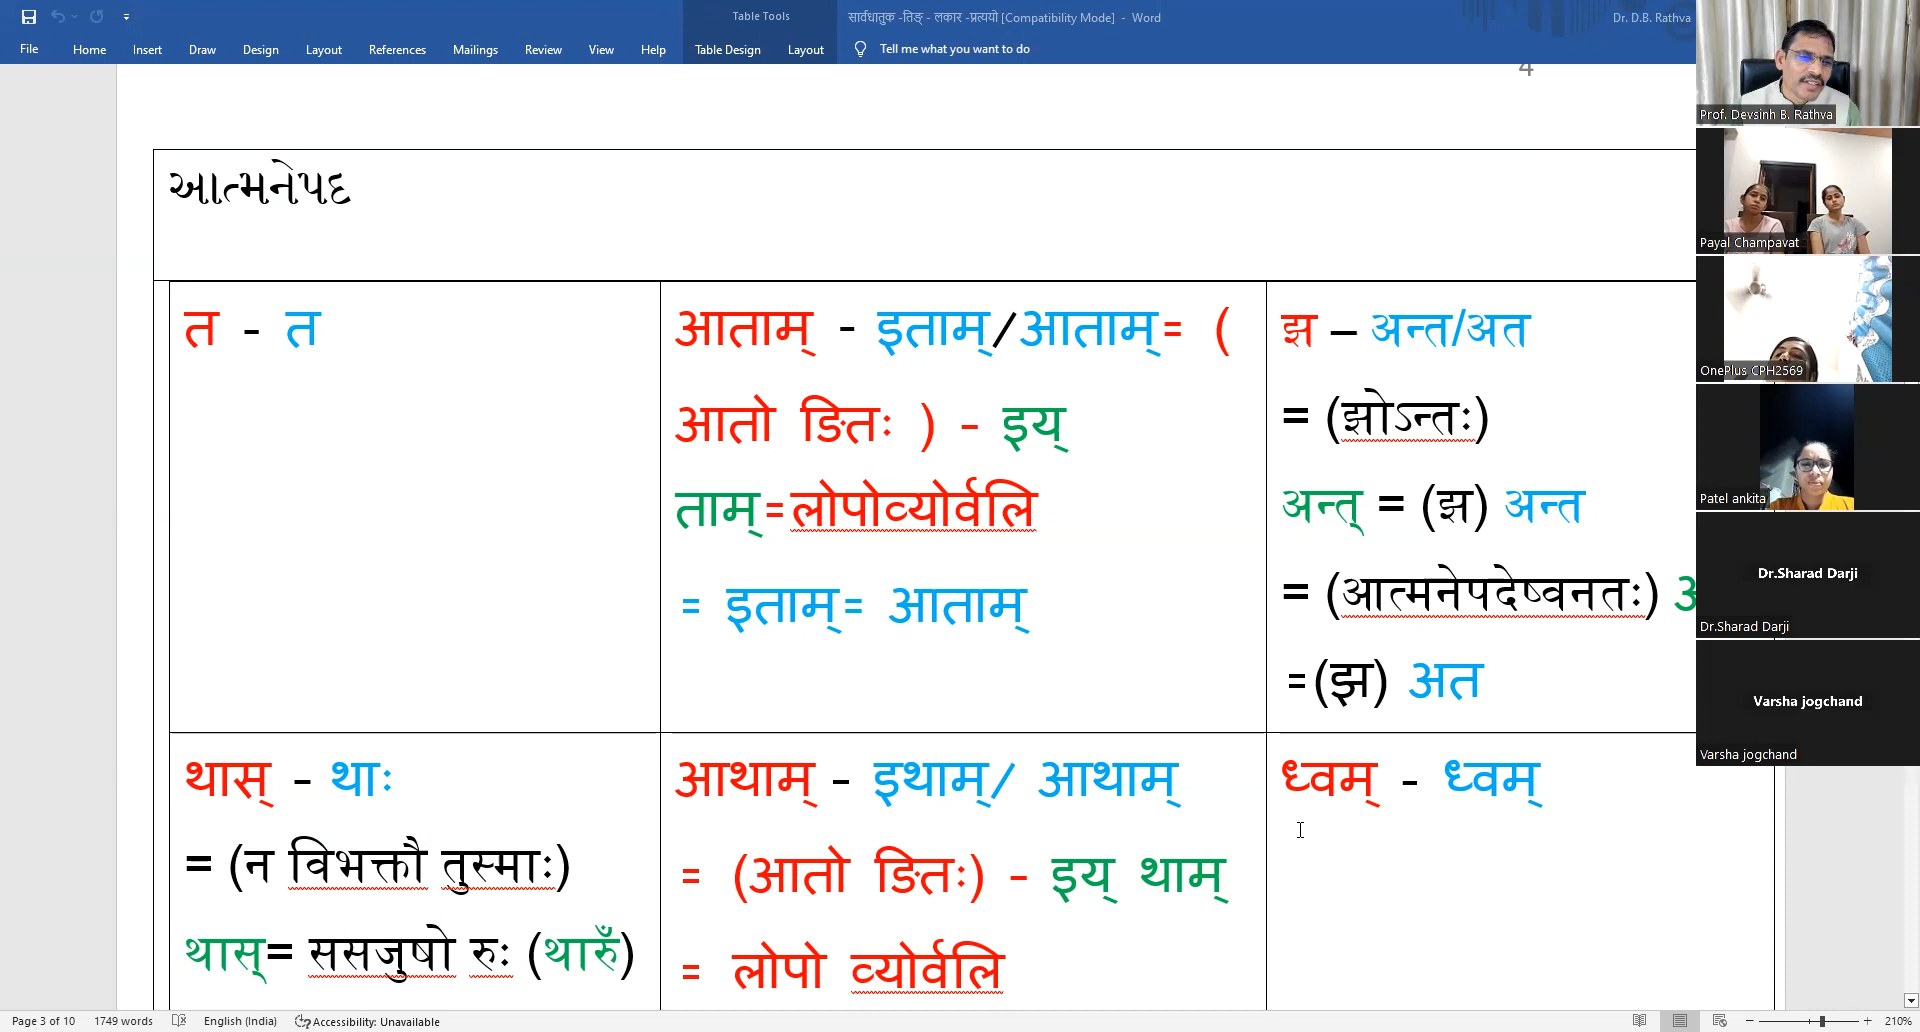 Table Tools
सार्वधातुक -तिङ् - लकार -प्रत्ययो [Compatibility Mode] - Word
Dr. D.B. Rathva
File Home Insert Draw Design Layout References Mailings Review View Help Table Design Layout Tell me what you want to do
4
Prof. Devsinh B. Rathva
આત્મનેપદ
Payal Champavat
त - त
आताम् - इताम्/आताम्= (
आतो ङितः ) - इय्
ताम्=लोपोव्योर्वलि
= इताम्= आताम्
झ – अन्त/अत
= (झोऽन्तः)
अन्त् = (झ) अन्त
= (आत्मनेपदेष्वनतः)
=(झ) अत
OnePlus CPH2569
Patel ankita
Dr.Sharad Darji
Dr.Sharad Darji
Varsha jogchand
Varsha jogchand
थास् - थाः
= (न विभक्तौ तुस्माः)
थास्= ससजुषो रुः (थारुँ)
आथाम् - इथाम्/ आथाम्
= (आतो ङितः) - इय् थाम्
= लोपो व्योर्वलि
ध्वम् - ध्वम्
Page 3 of 10 1749 words English (India) Accessibility: Unavailable 210%